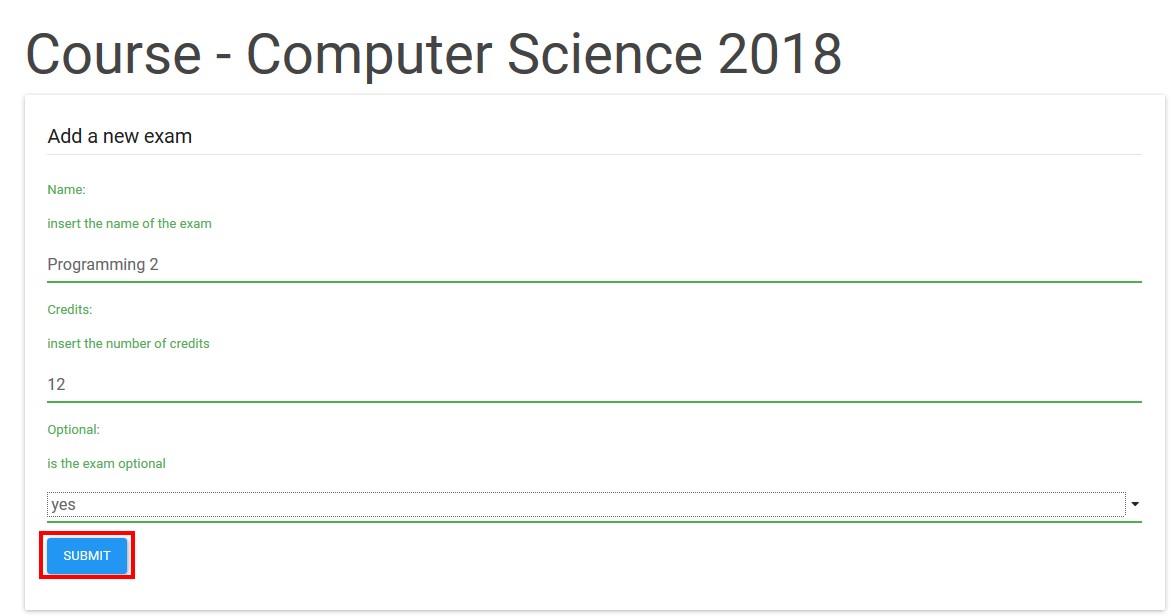 Course - Computer Science 2018
Add a new exam
Name:
insert the name of the exam
Programming 2
Credits:
insert the number of credits
12
Optional:
is the exam optional
yes
SUBMIT